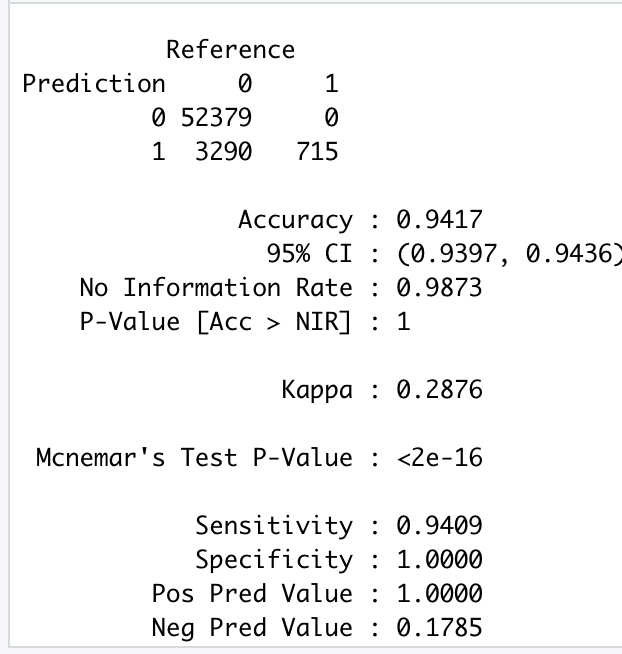 Reference
Prediction 0 1
0 52379 0
1 3290 715
Accuracy : 0.9417
95% CI : (0.9397, 0.9436)
No Information Rate : 0.9873
P-Value [Acc > NIR] : 1
Kappa : 0.2876
Mcnemar's Test P-Value : <2e-16
Sensitivity : 0.9409
Specificity : 1.0000
Pos Pred Value : 1.0000
Neg Pred Value : 0.1785